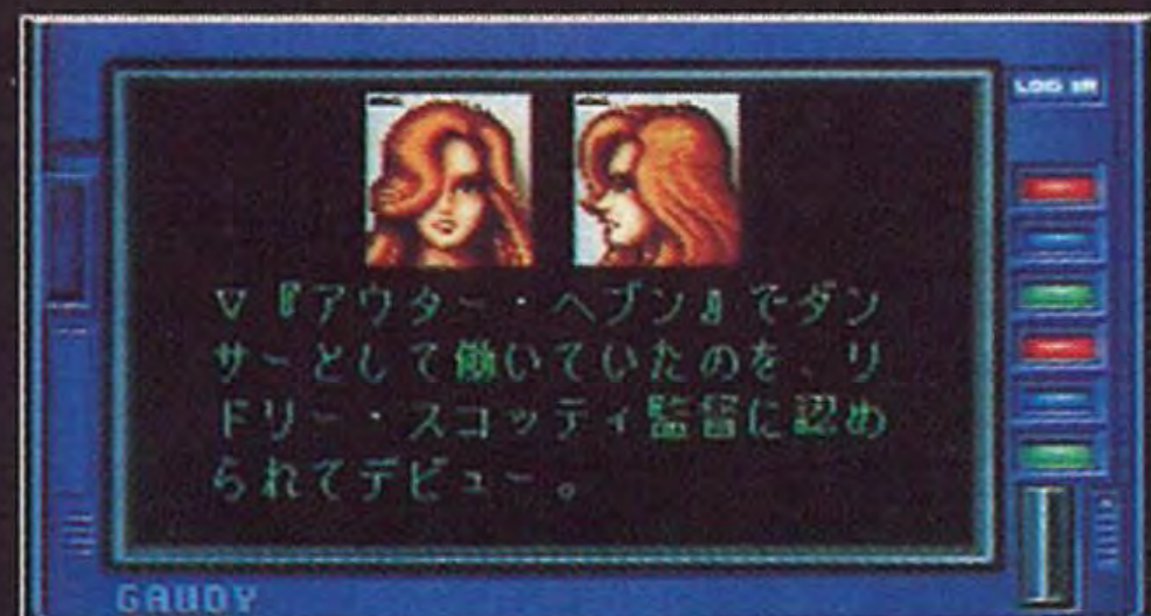 LOG IN
▽『アウター・ヘブン』でダン
サーとして働いていたのを、リ
ドリー・スコッティ監督に認め
られてデビュー。
GAUDY